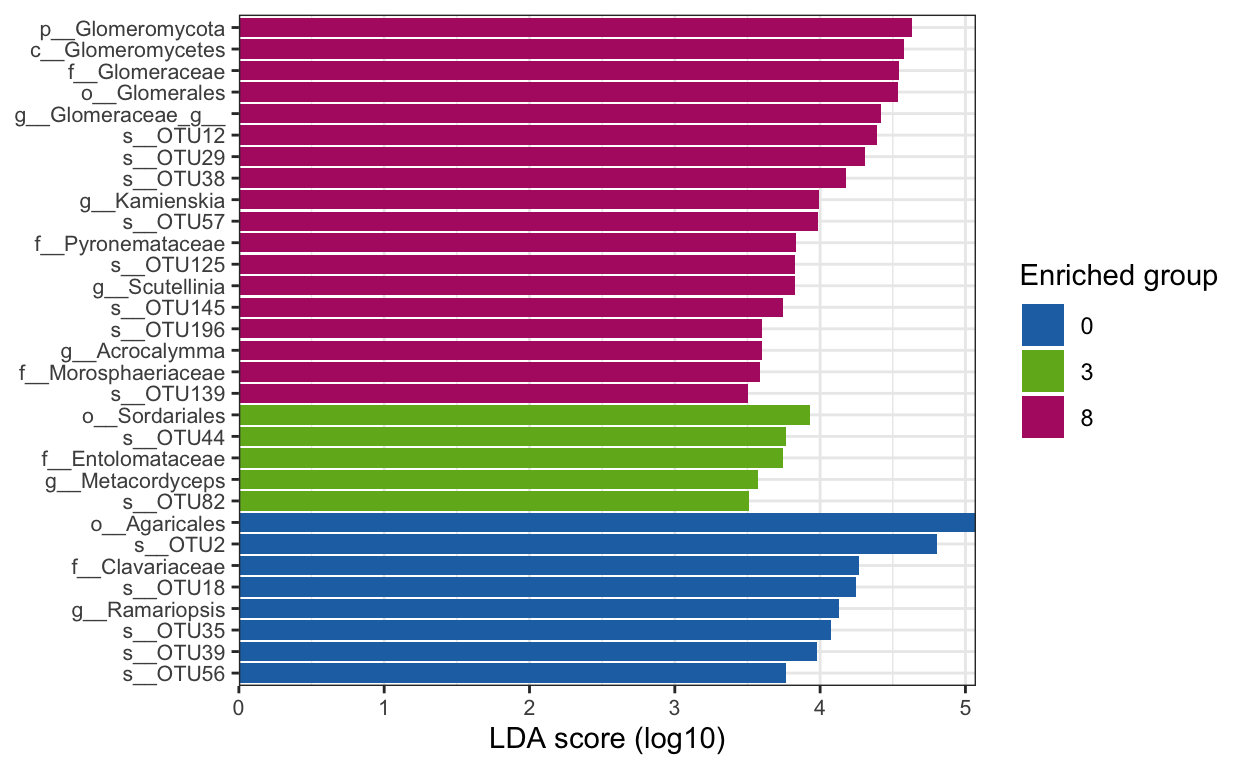 p__Glomeromycota
c__Glomeromycetes
f__Glomeraceae
o__Glomerales
g__Glomeraceae_g__
s__OTU12
s__OTU29
s__OTU38
g__Kamienskia
s__OTU57
f__Pyronemataceae
s__OTU125
g__Scutellinia
s__OTU145
s__OTU196
g__Acrocalymma
f__Morosphaeriaceae
s__OTU139
o__Sordariales
s__OTU44
f__Entolomataceae
g__Metacordyceps
s__OTU82
o__Agaricales
s__OTU2
f__Clavariaceae
s__OTU18
g__Ramariopsis
s__OTU35
s__OTU39
s__OTU56
0 1 2 3 4 5
LDA score (log10)
Enriched group
0
3
8